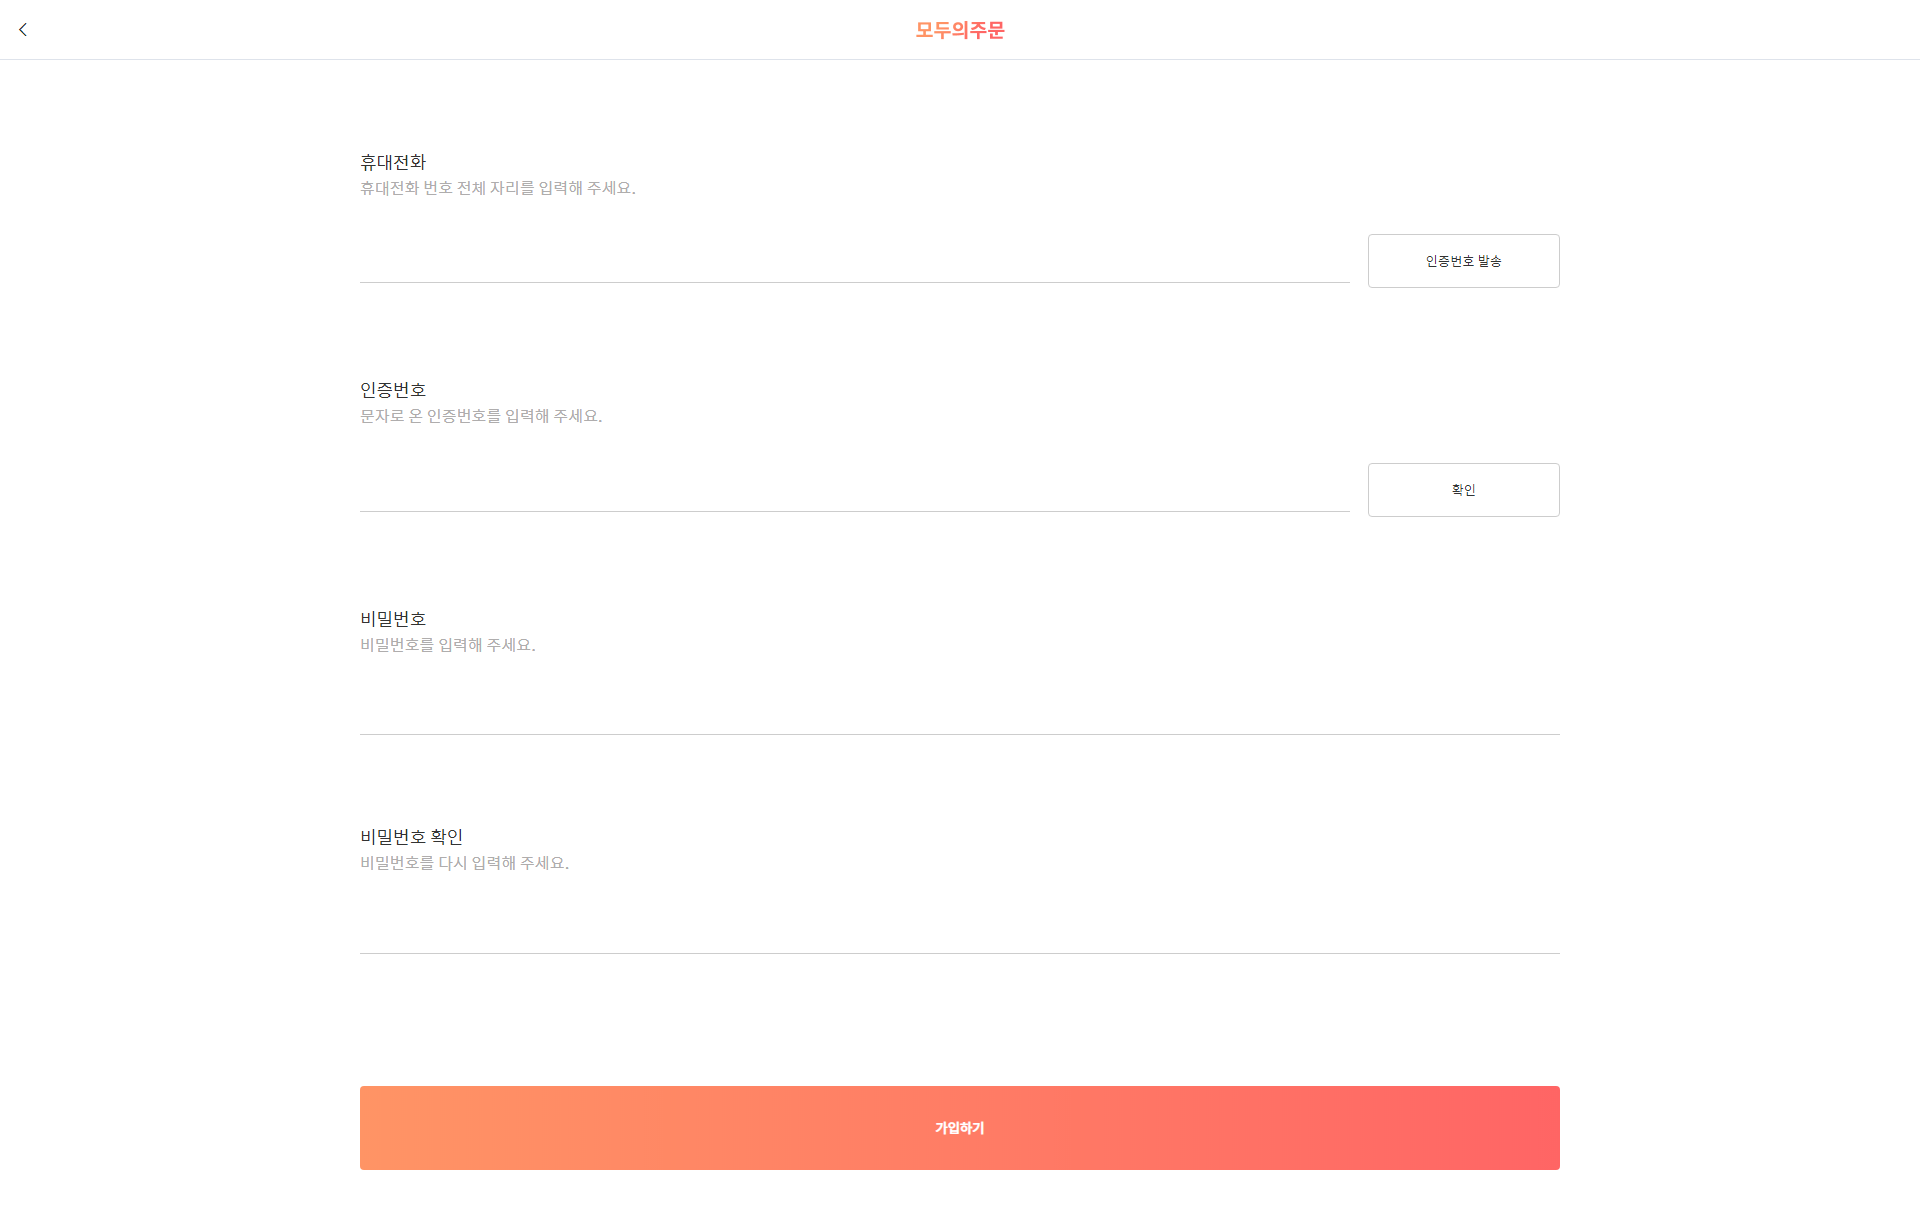 모두의주문
휴대전화
휴대전화 번호 전체 자리를 입력해 주세요.
인증번호 발송
인증번호
문자로 온 인증번호를 입력해 주세요.
확인
비밀번호
비밀번호를 입력해 주세요.
비밀번호 확인
비밀번호를 다시 입력해 주세요.
가입하기